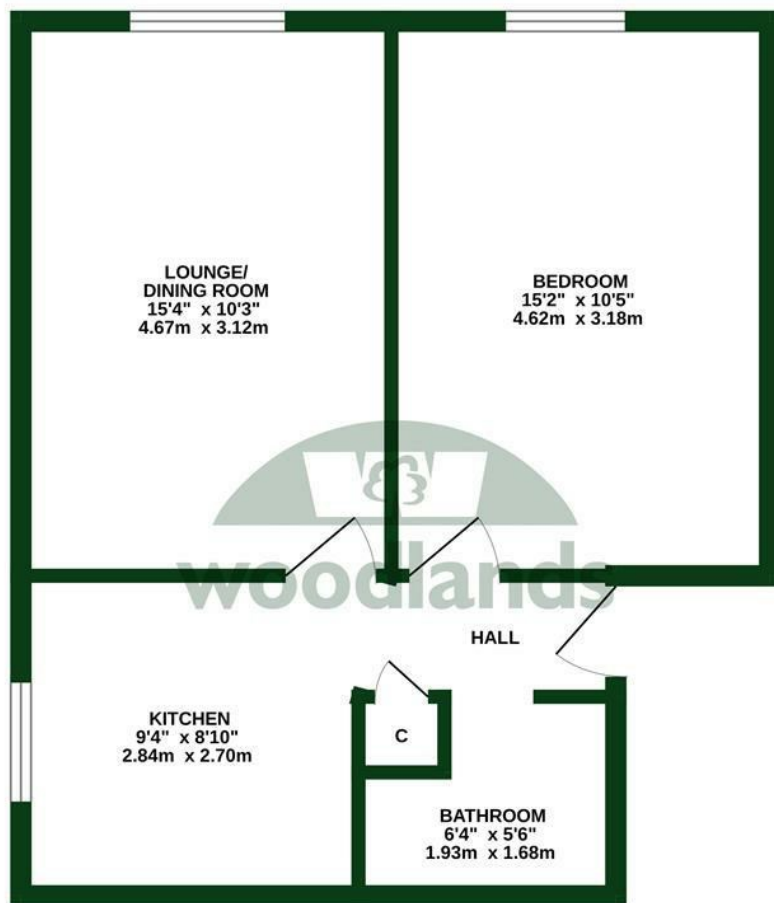 LOUNGE/
DINING ROOM
15'4" x 10'3"
4.67m x 3.12m
BEDROOM
15'2" x 10'5"
4.62m x 3.18m
woodlands
HALL
KITCHEN
9'4" x 8'10"
2.84m x 2.70m
C
BATHROOM
6'4" x 5'6"
1.93m x 1.68m